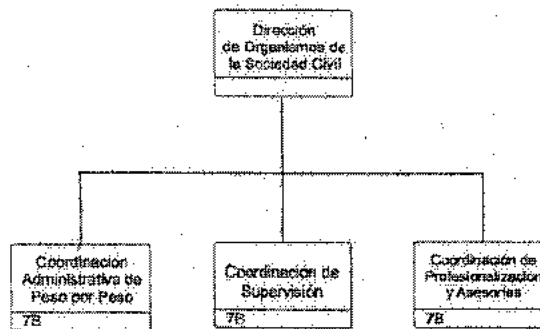 Dirección
de Organismos de
la Sociedad Civil
Coordinación
Administrativa de
Peso por Peso
7B
Coordinación de
Supervisión
7B
Coordinación de
Profesionalización
y Asesorías
7B